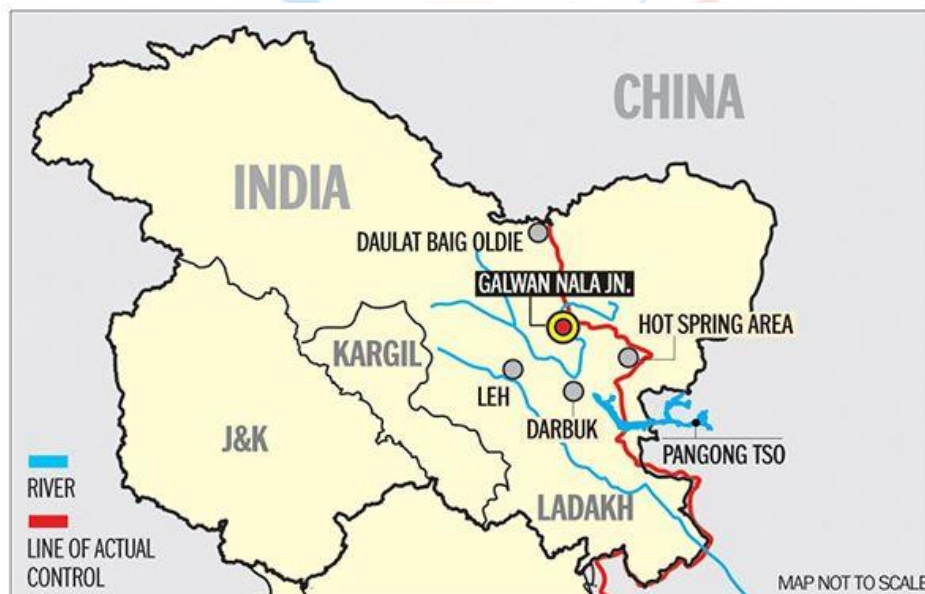 CHINA
INDIA
DAULAT BAIG OLDIE
GALWAN NALA JN.
HOT SPRING AREA
KARGIL
LEH
DARBUK
J&K
PANGONG TSO
RIVER
LADAKH
LINE OF ACTUAL
CONTROL
MAP NOT TO SCALE